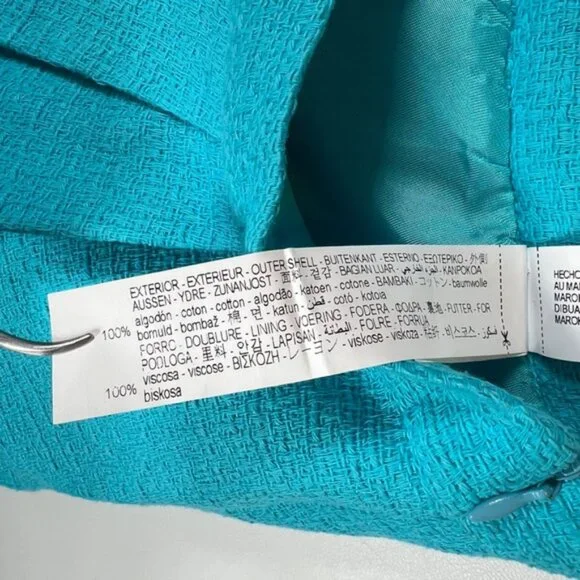 EXTERIOR - EXTERIEUR - OUTER SHELL - BUITENKANT - ESTERNO - ΕΞΩΤΕΡΙΚΟ - 外側
AUSSEN - YDRE - ZUNANJOST - 面料 - 겉감 - BAGIAN LUAR - الجزء الخارجي - KANPOKOA
100% algodón - coton - cotton - algodão - katoen - cotone - ΒΑΜΒΑΚΙ - コットン - baumwolle
bomuld - bombaž - 棉 - 면 - katun - قطن - cotó - kotoia
FORRO - DOUBLURE - LINING - VOERING - FODERA - ΦΟΔΡΑ - 裏地 - FUTTER - FOR
PODLOGA - 里料 - 안감 - LAPISAN - البطانة - FOLRE - FORRUA
100% viscosa - viscose - ΒΙΣΚΟΖΗ - レーヨン - viskose - viskoza - 粘纤 - 비스코스 - فسكوز
biskosa
HECHO
AU MA
MARO
DIBUA
MAROK